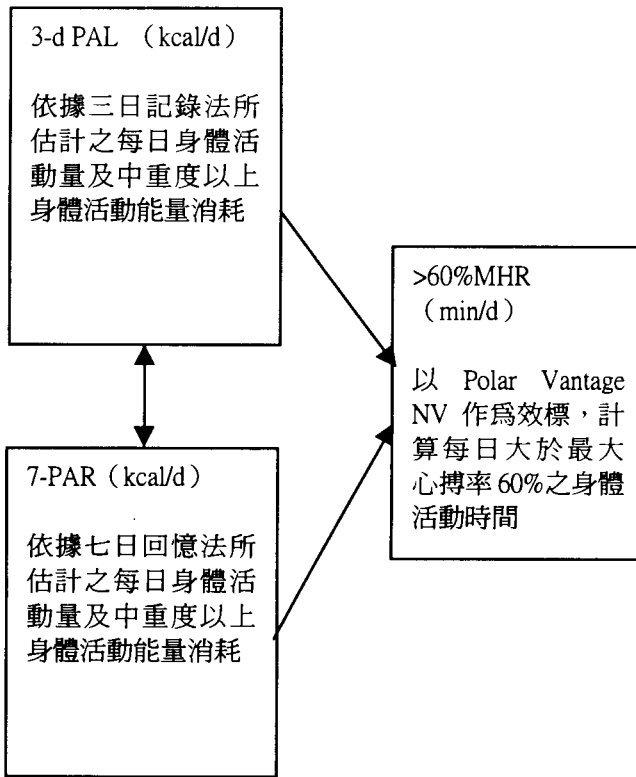 3-d PAL （kcal/d）
依據三日記錄法所
估計之每日身體活
動量及中重度以上
身體活動能量消耗
>60%MHR
（min/d）
以 Polar Vantage
NV 作爲效標，計
算每日大於最大
心搏率 60%之身體
活動時間
7-PAR（kcal/d）
依據七日回憶法所
估計之每日身體活
動量及中重度以上
身體活動能量消耗